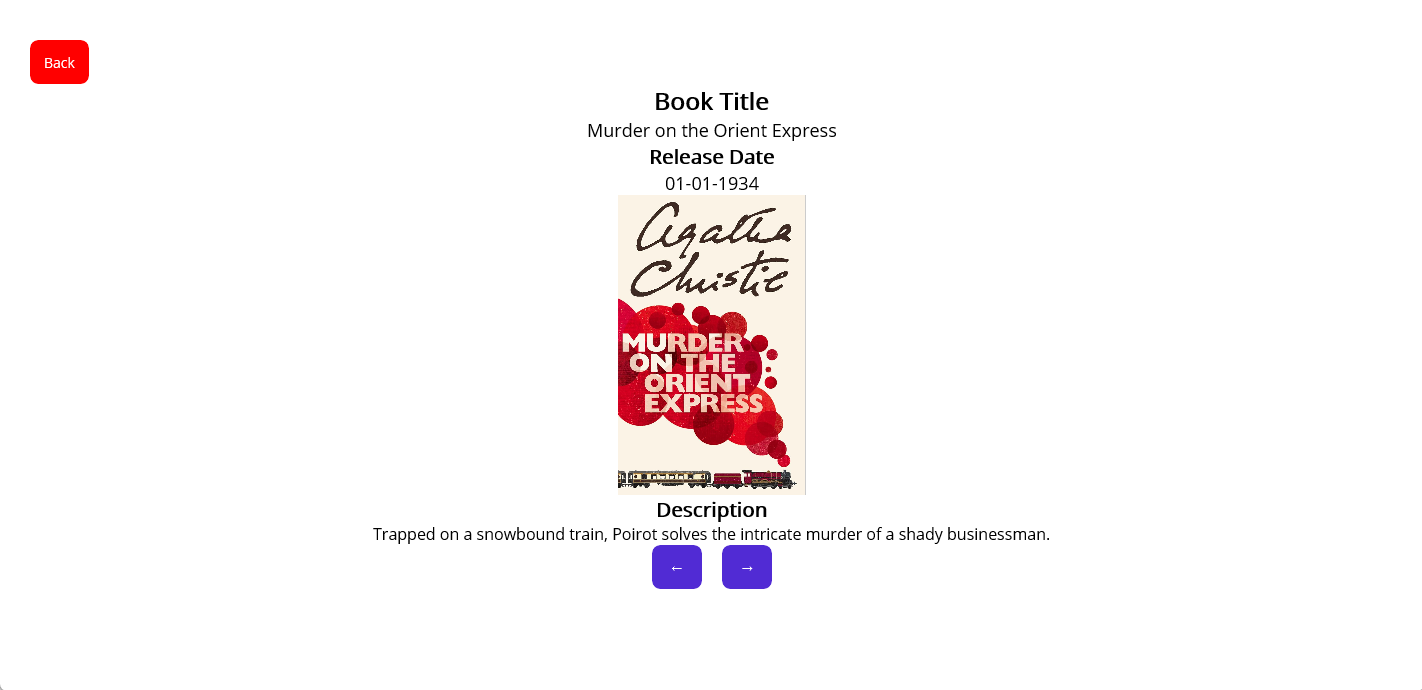 Back
Book Title
Murder on the Orient Express
Release Date
01-01-1934
Agatha
Christie
MURDER
ON THE
ORIENT
EXPRESS
Description
Trapped on a snowbound train, Poirot solves the intricate murder of a shady businessman.
← →